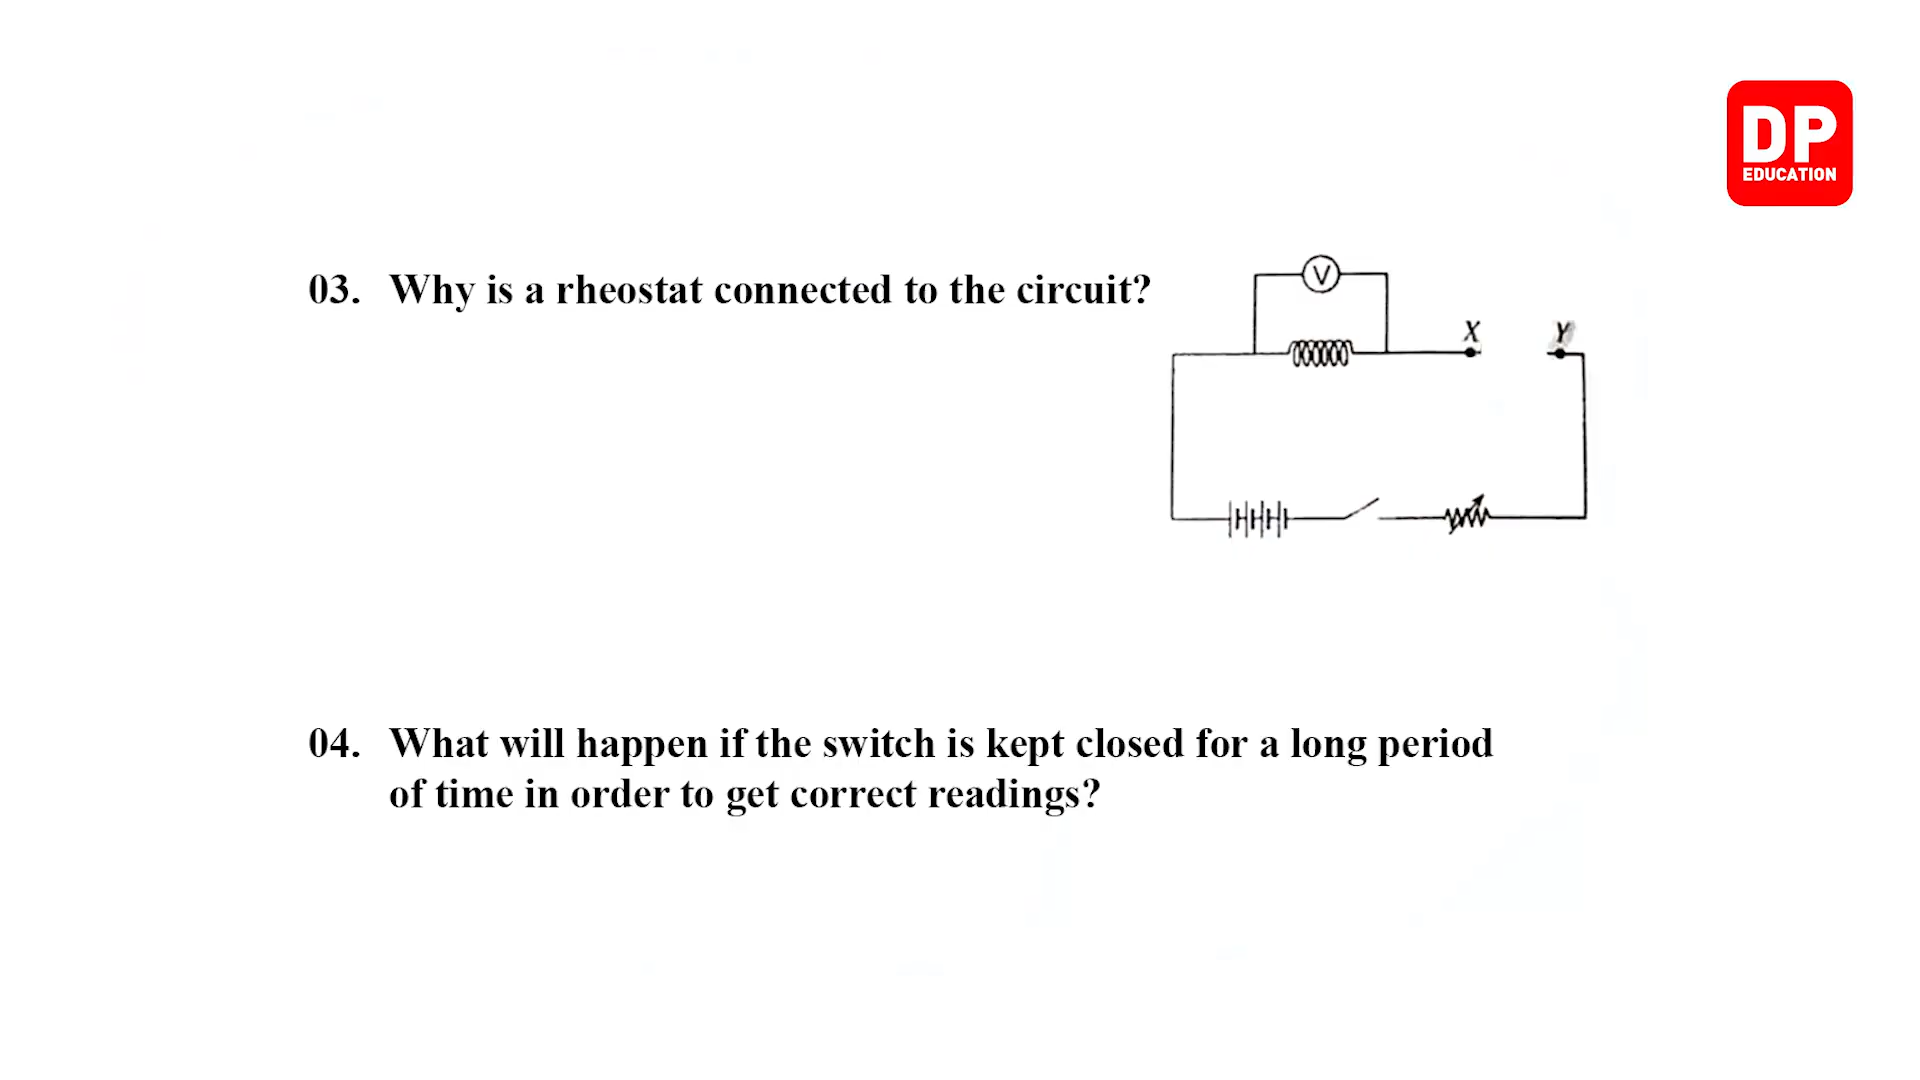 DP
EDUCATION
03. Why is a rheostat connected to the circuit?
V
X
Y
04. What will happen if the switch is kept closed for a long period
of time in order to get correct readings?